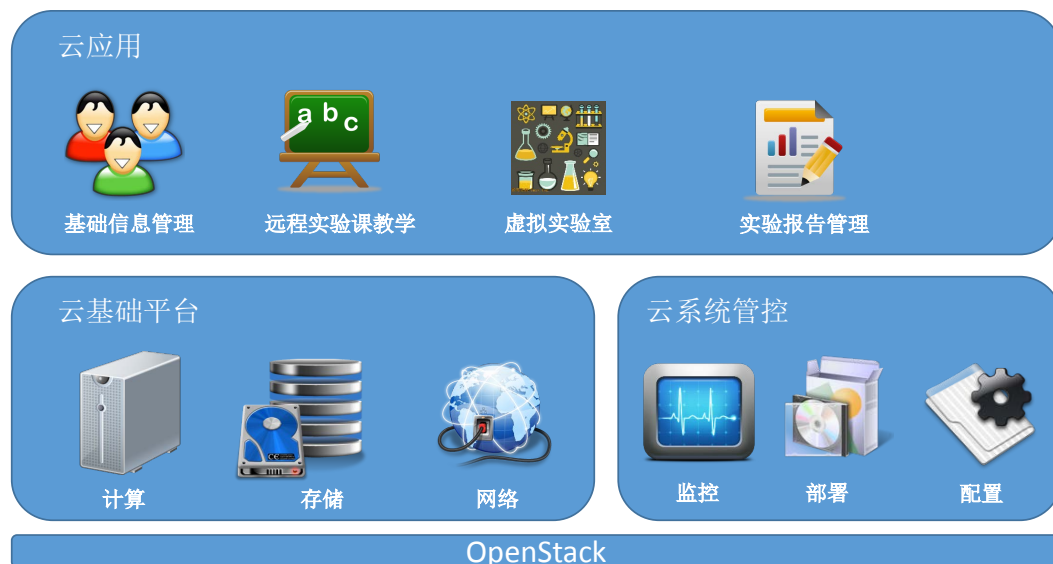 云应用
a b c
基础信息管理
远程实验课教学
虚拟实验室
实验报告管理
云基础平台
计算
存储
网络
云系统管控
监控
部署
配置
OpenStack